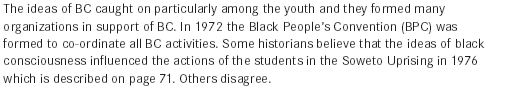 The ideas of BC caught on particularly among the youth and they formed many
organizations in support of BC. In 1972 the Black People's Convention (BPC) was
formed to co-ordinate all BC activities. Some historians believe that the ideas of black
consciousness influenced the actions of the students in the Soweto Uprising in 1976
which is described on page 71. Others disagree.